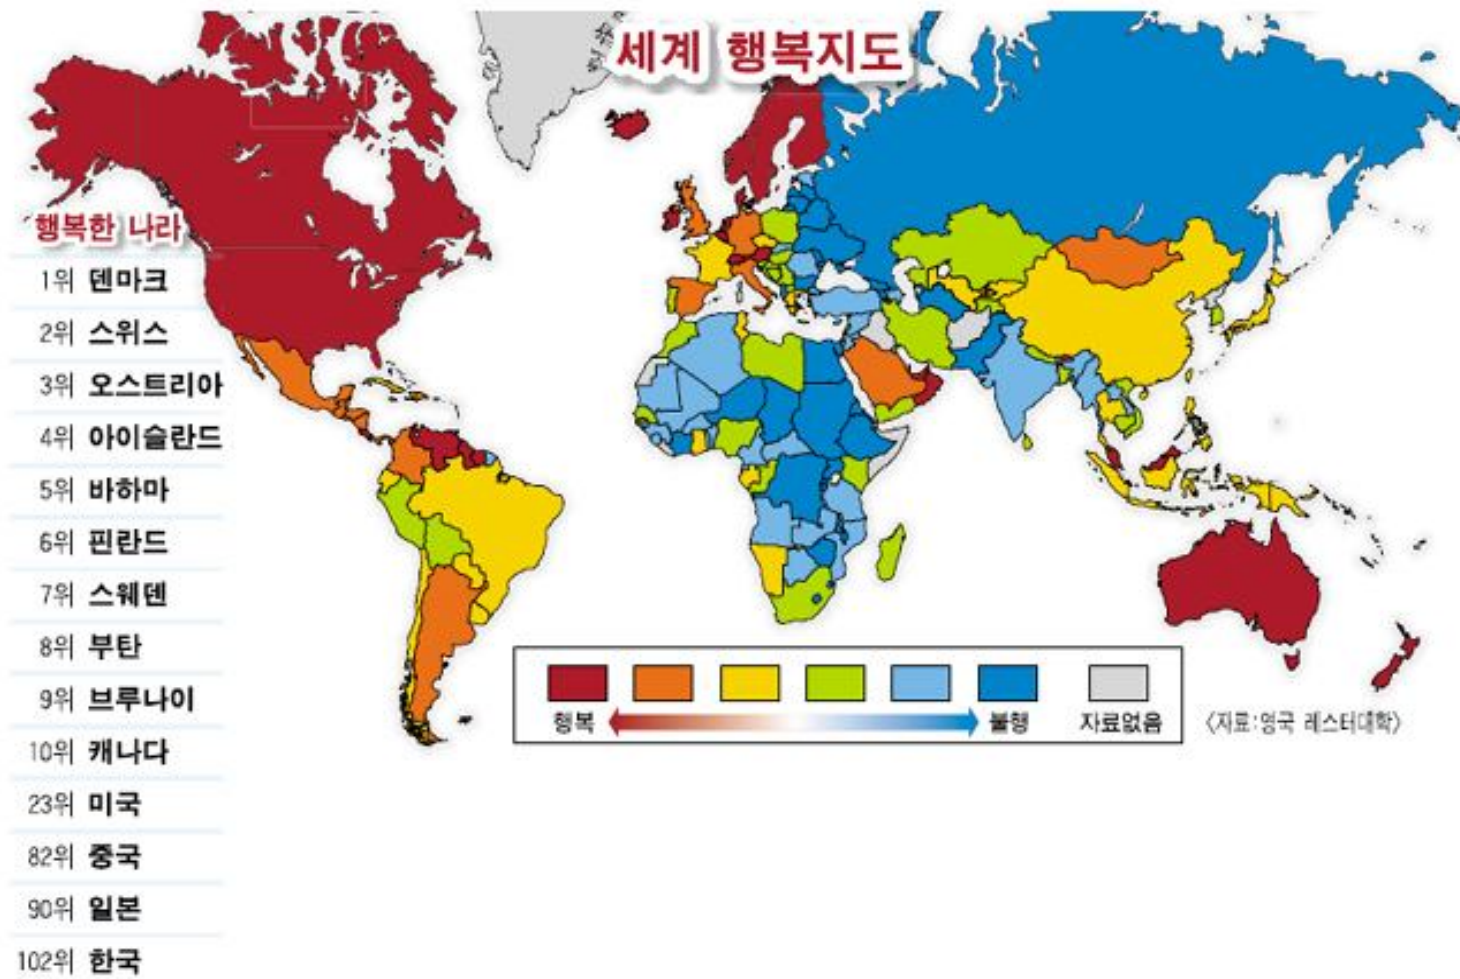 세계 행복지도
행복한 나라
1위 덴마크
2위 스위스
3위 오스트리아
4위 아이슬란드
5위 바하마
6위 핀란드
7위 스웨덴
8위 부탄
9위 브루나이
10위 캐나다
23위 미국
82위 중국
90위 일본
102위 한국
행복 불행 자료없음
〈자료:영국 레스터대학〉